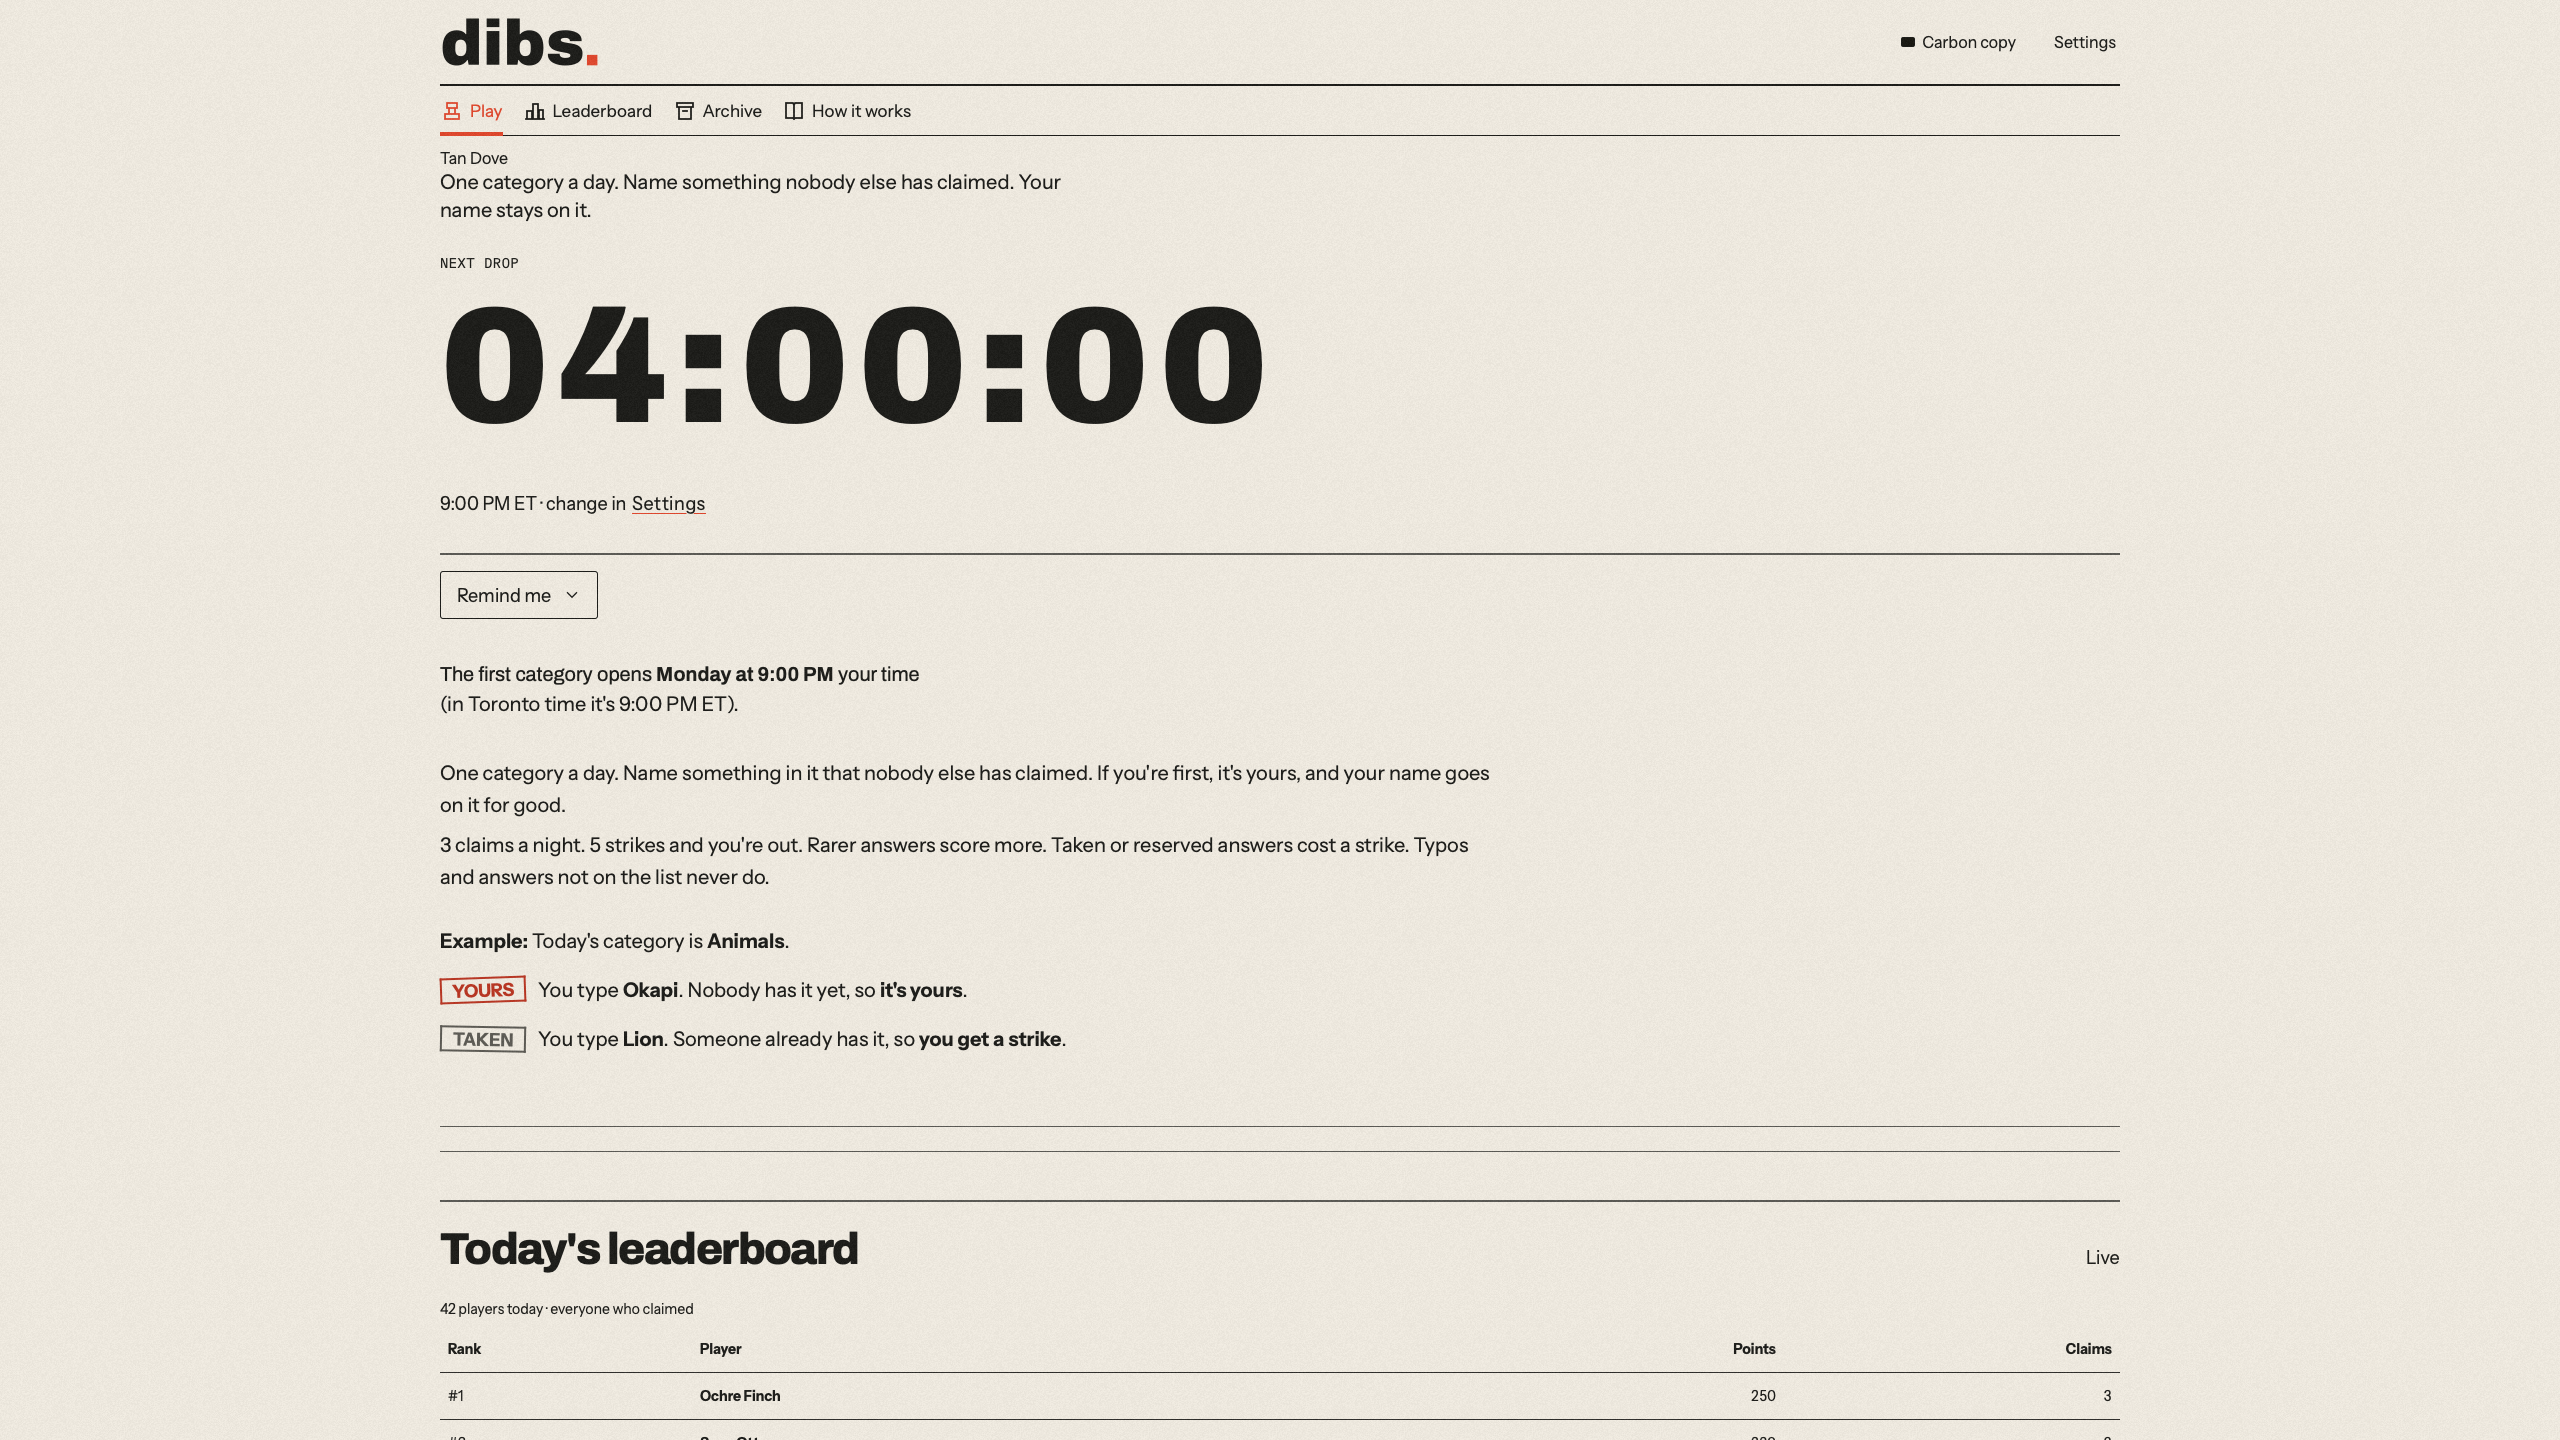 dibs.
Carbon copy Settings
Play Leaderboard Archive How it works
Tan Dove
One category a day. Name something nobody else has claimed. Your
name stays on it.
NEXT DROP
04:00:00
9:00 PM ET · change in Settings
Remind me
The first category opens Monday at 9:00 PM your time
(in Toronto time it's 9:00 PM ET).
One category a day. Name something in it that nobody else has claimed. If you're first, it's yours, and your name goes
on it for good.
3 claims a night. 5 strikes and you're out. Rarer answers score more. Taken or reserved answers cost a strike. Typos
and answers not on the list never do.
Example: Today's category is Animals.
YOURS You type Okapi. Nobody has it yet, so it's yours.
TAKEN You type Lion. Someone already has it, so you get a strike.
Today's leaderboard
Live
42 players today · everyone who claimed
Rank Player Points Claims
#1 Ochre Finch 250 3